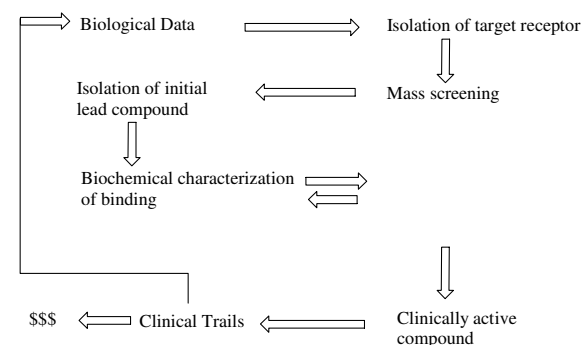 Biological Data
Isolation of target receptor
Isolation of initial
lead compound
Mass screening
Biochemical characterization
of binding
$$$
Clinical Trails
Clinically active
compound